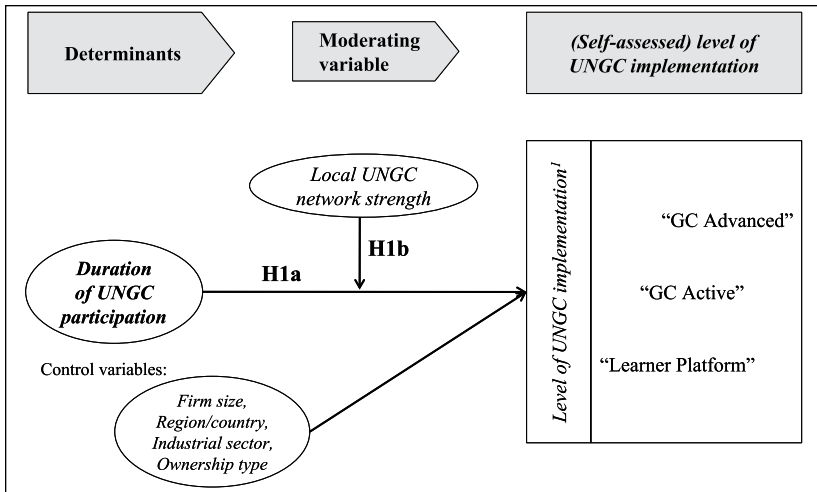 Determinants
Moderating
variable
(Self-assessed) level of
UNGC implementation
Local UNGC
network strength
H1b
H1a
Duration
of UNGC
participation
Control variables:
Firm size,
Region/country,
Industrial sector,
Ownership type
Level of UNGC implementation¹
“GC Advanced”
“GC Active”
“Learner Platform”